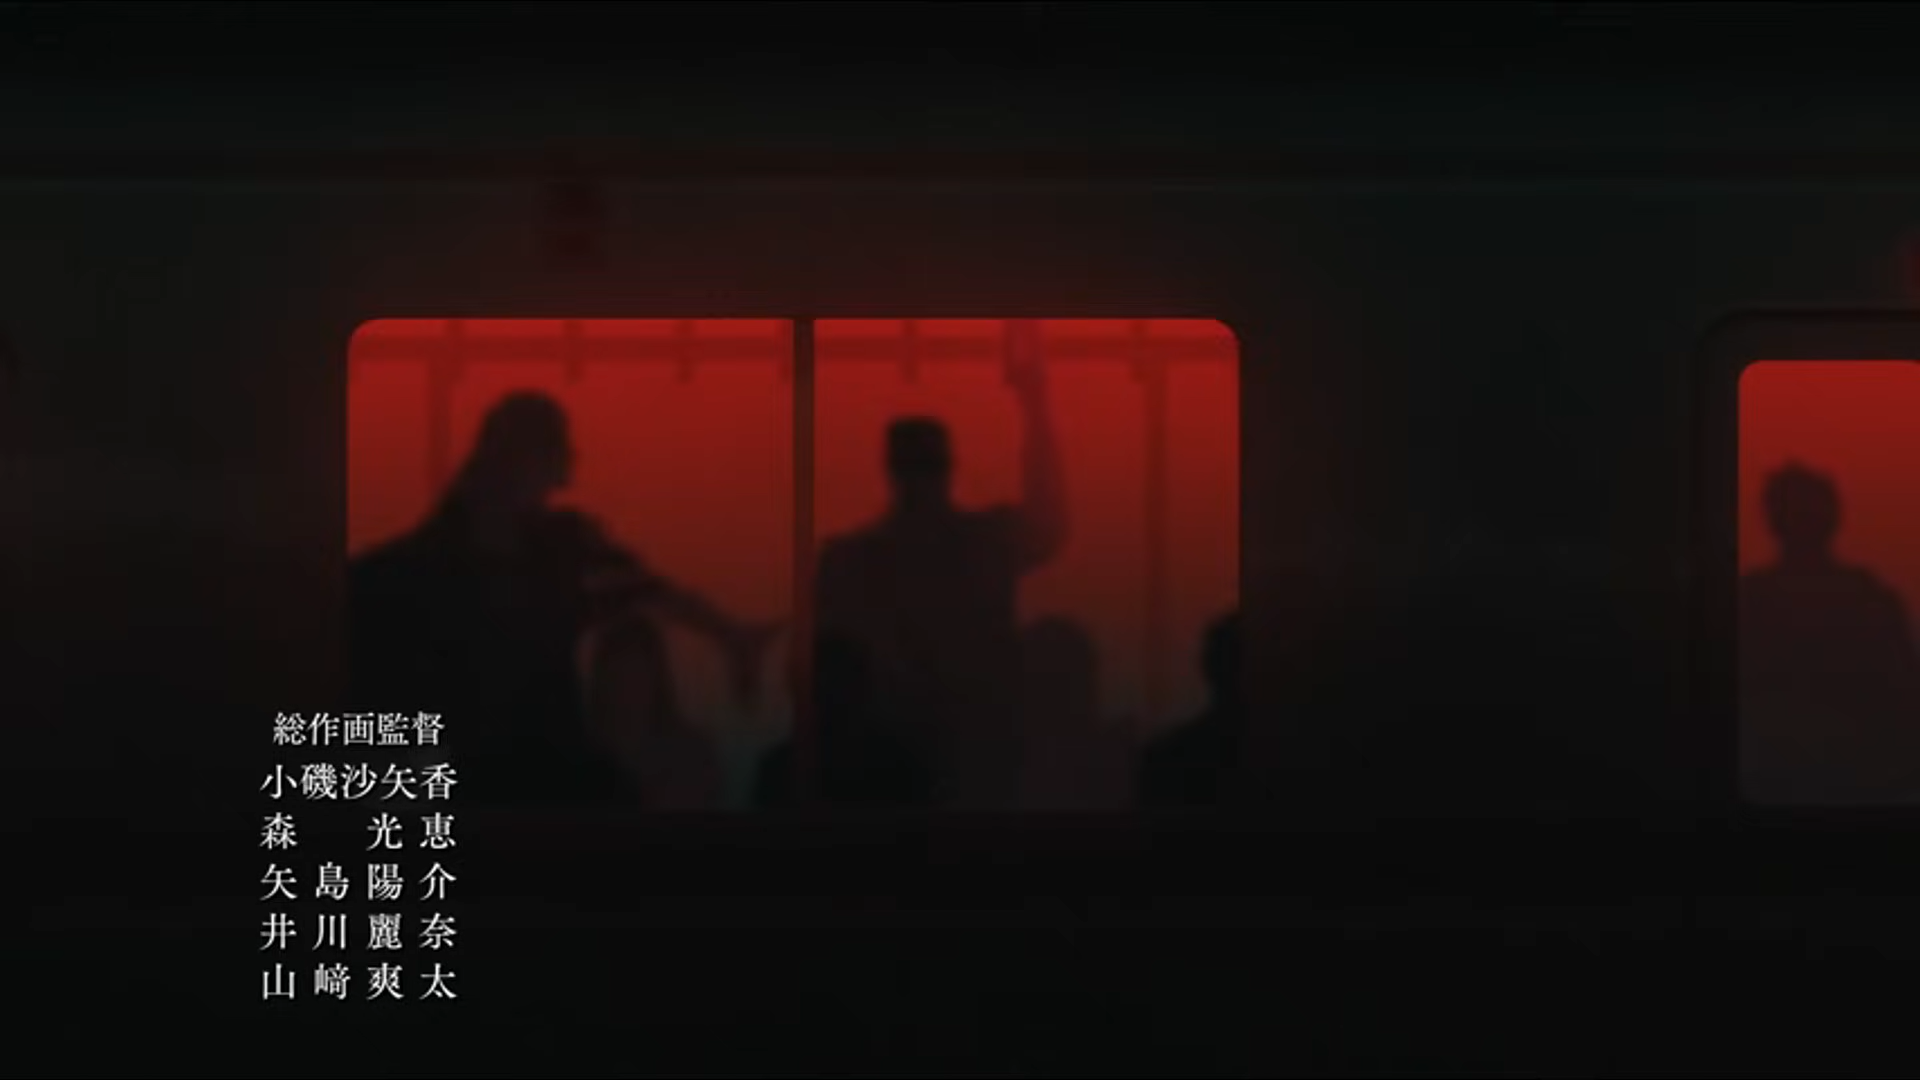 総作画監督
小磯沙矢香
森 光恵
矢島陽介
井川麗奈
山﨑爽太